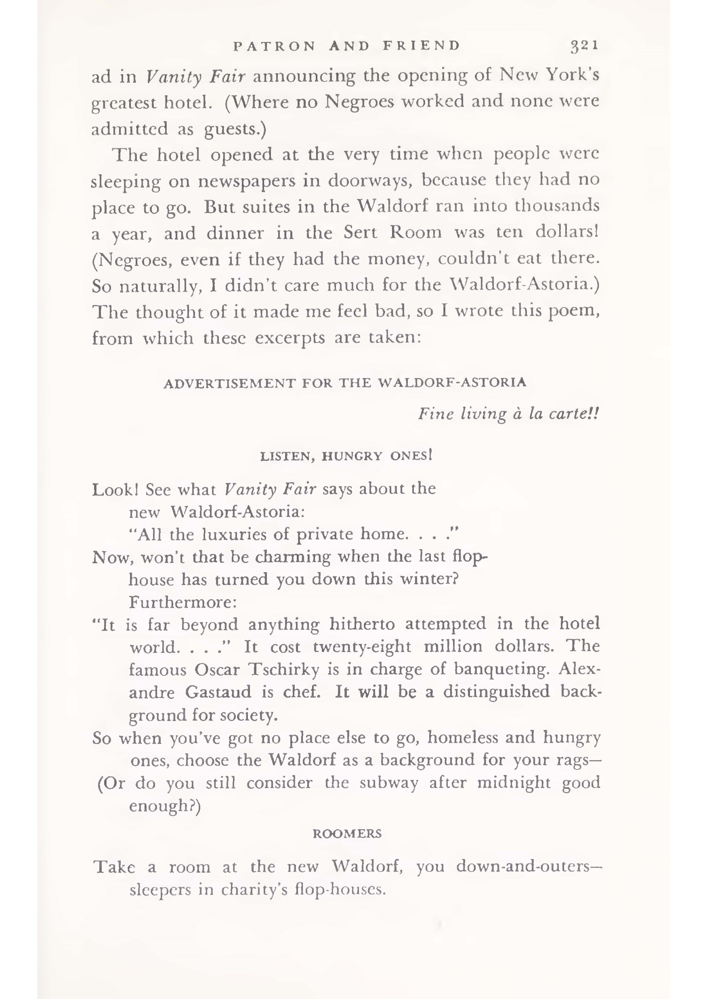 PATRON AND FRIEND 321
ad in Vanity Fair announcing the opening of New York's
greatest hotel. (Where no Negroes worked and none were
admitted as guests.)
The hotel opened at the very time when people were
sleeping on newspapers in doorways, because they had no
place to go. But suites in the Waldorf ran into thousands
a year, and dinner in the Sert Room was ten dollars!
(Negroes, even if they had the money, couldn't eat there.
So naturally, I didn't care much for the Waldorf-Astoria.)
The thought of it made me feel bad, so I wrote this poem,
from which these excerpts are taken:
ADVERTISEMENT FOR THE WALDORF-ASTORIA
Fine living à la carte!!
LISTEN, HUNGRY ONES!
Look! See what Vanity Fair says about the
new Waldorf-Astoria:
"All the luxuries of private home. . . ."
Now, won't that be charming when the last flop-
house has turned you down this winter?
Furthermore:
"It is far beyond anything hitherto attempted in the hotel
world. . . ." It cost twenty-eight million dollars. The
famous Oscar Tschirky is in charge of banqueting. Alex-
andre Gastaud is chef. It will be a distinguished back-
ground for society.
So when you've got no place else to go, homeless and hungry
ones, choose the Waldorf as a background for your rags—
(Or do you still consider the subway after midnight good
enough?)
ROOMERS
Take a room at the new Waldorf, you down-and-outers—
sleepers in charity's flop-houses.